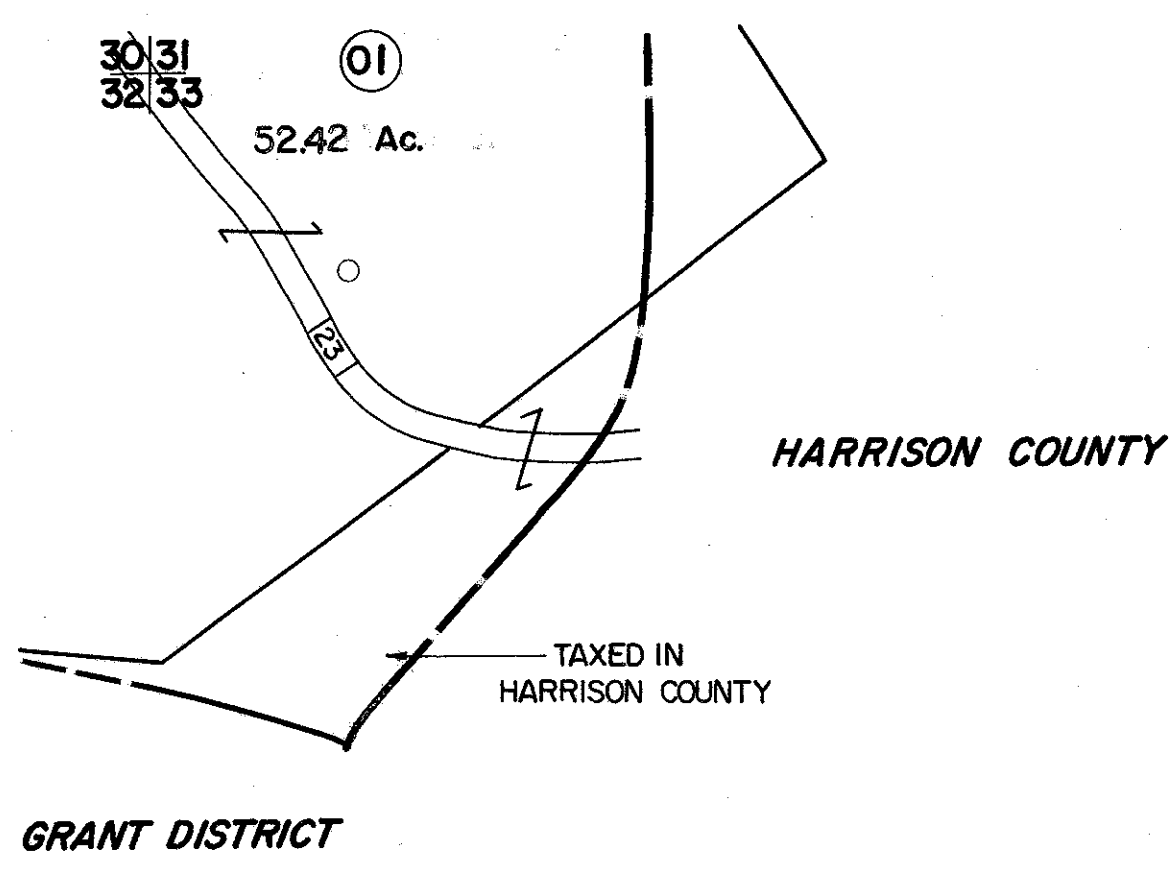 30 31
32 33
01
52.42 Ac.
23
HARRISON COUNTY
TAXED IN
HARRISON COUNTY
GRANT DISTRICT